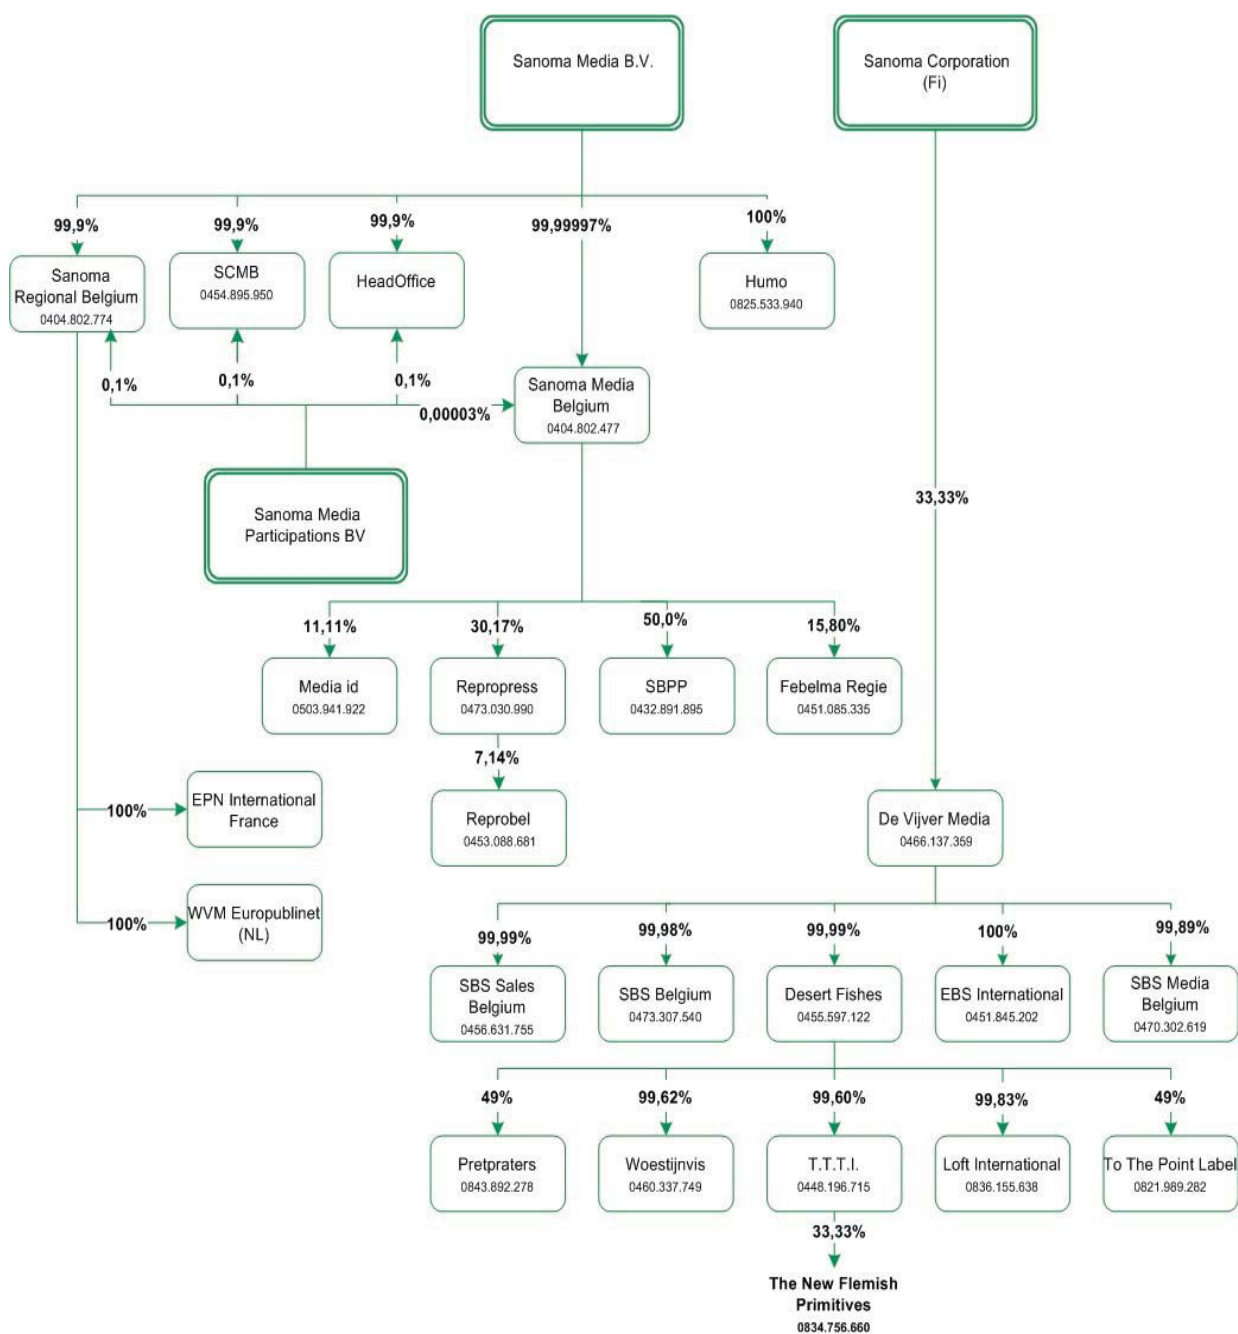 Sanoma Media B.V.
Sanoma Corporation
(Fi)
99,9%
99,9%
99,9%
99,99997%
100%
Sanoma
Regional Belgium
0404.802.774
SCMB
0454.895.950
HeadOffice
Humo
0825.533.940
0,1%
0,1%
0,1%
0,00003%
Sanoma Media
Belgium
0404.802.477
Sanoma Media
Participations BV
33,33%
11,11%
30,17%
50,0%
15,80%
Media id
0503.941.922
Repropress
0473.030.990
SBPP
0432.891.895
Febelma Regie
0451.085.335
7,14%
100%
EPN International
France
Reprobel
0453.088.681
De Vijver Media
0466.137.359
100%
WVM Europublinet
(NL)
99,99%
99,98%
99,99%
100%
99,89%
SBS Sales
Belgium
0456.631.755
SBS Belgium
0473.307.540
Desert Fishes
0455.597.122
EBS International
0451.845.202
SBS Media
Belgium
0470.302.619
49%
99,62%
99,60%
99,83%
49%
Pretpraters
0843.892.278
Woestijnvis
0460.337.749
T.T.T.I.
0448.196.715
Loft International
0836.155.638
To The Point Label
0821.989.282
33,33%
The New Flemish
Primitives
0834.756.660